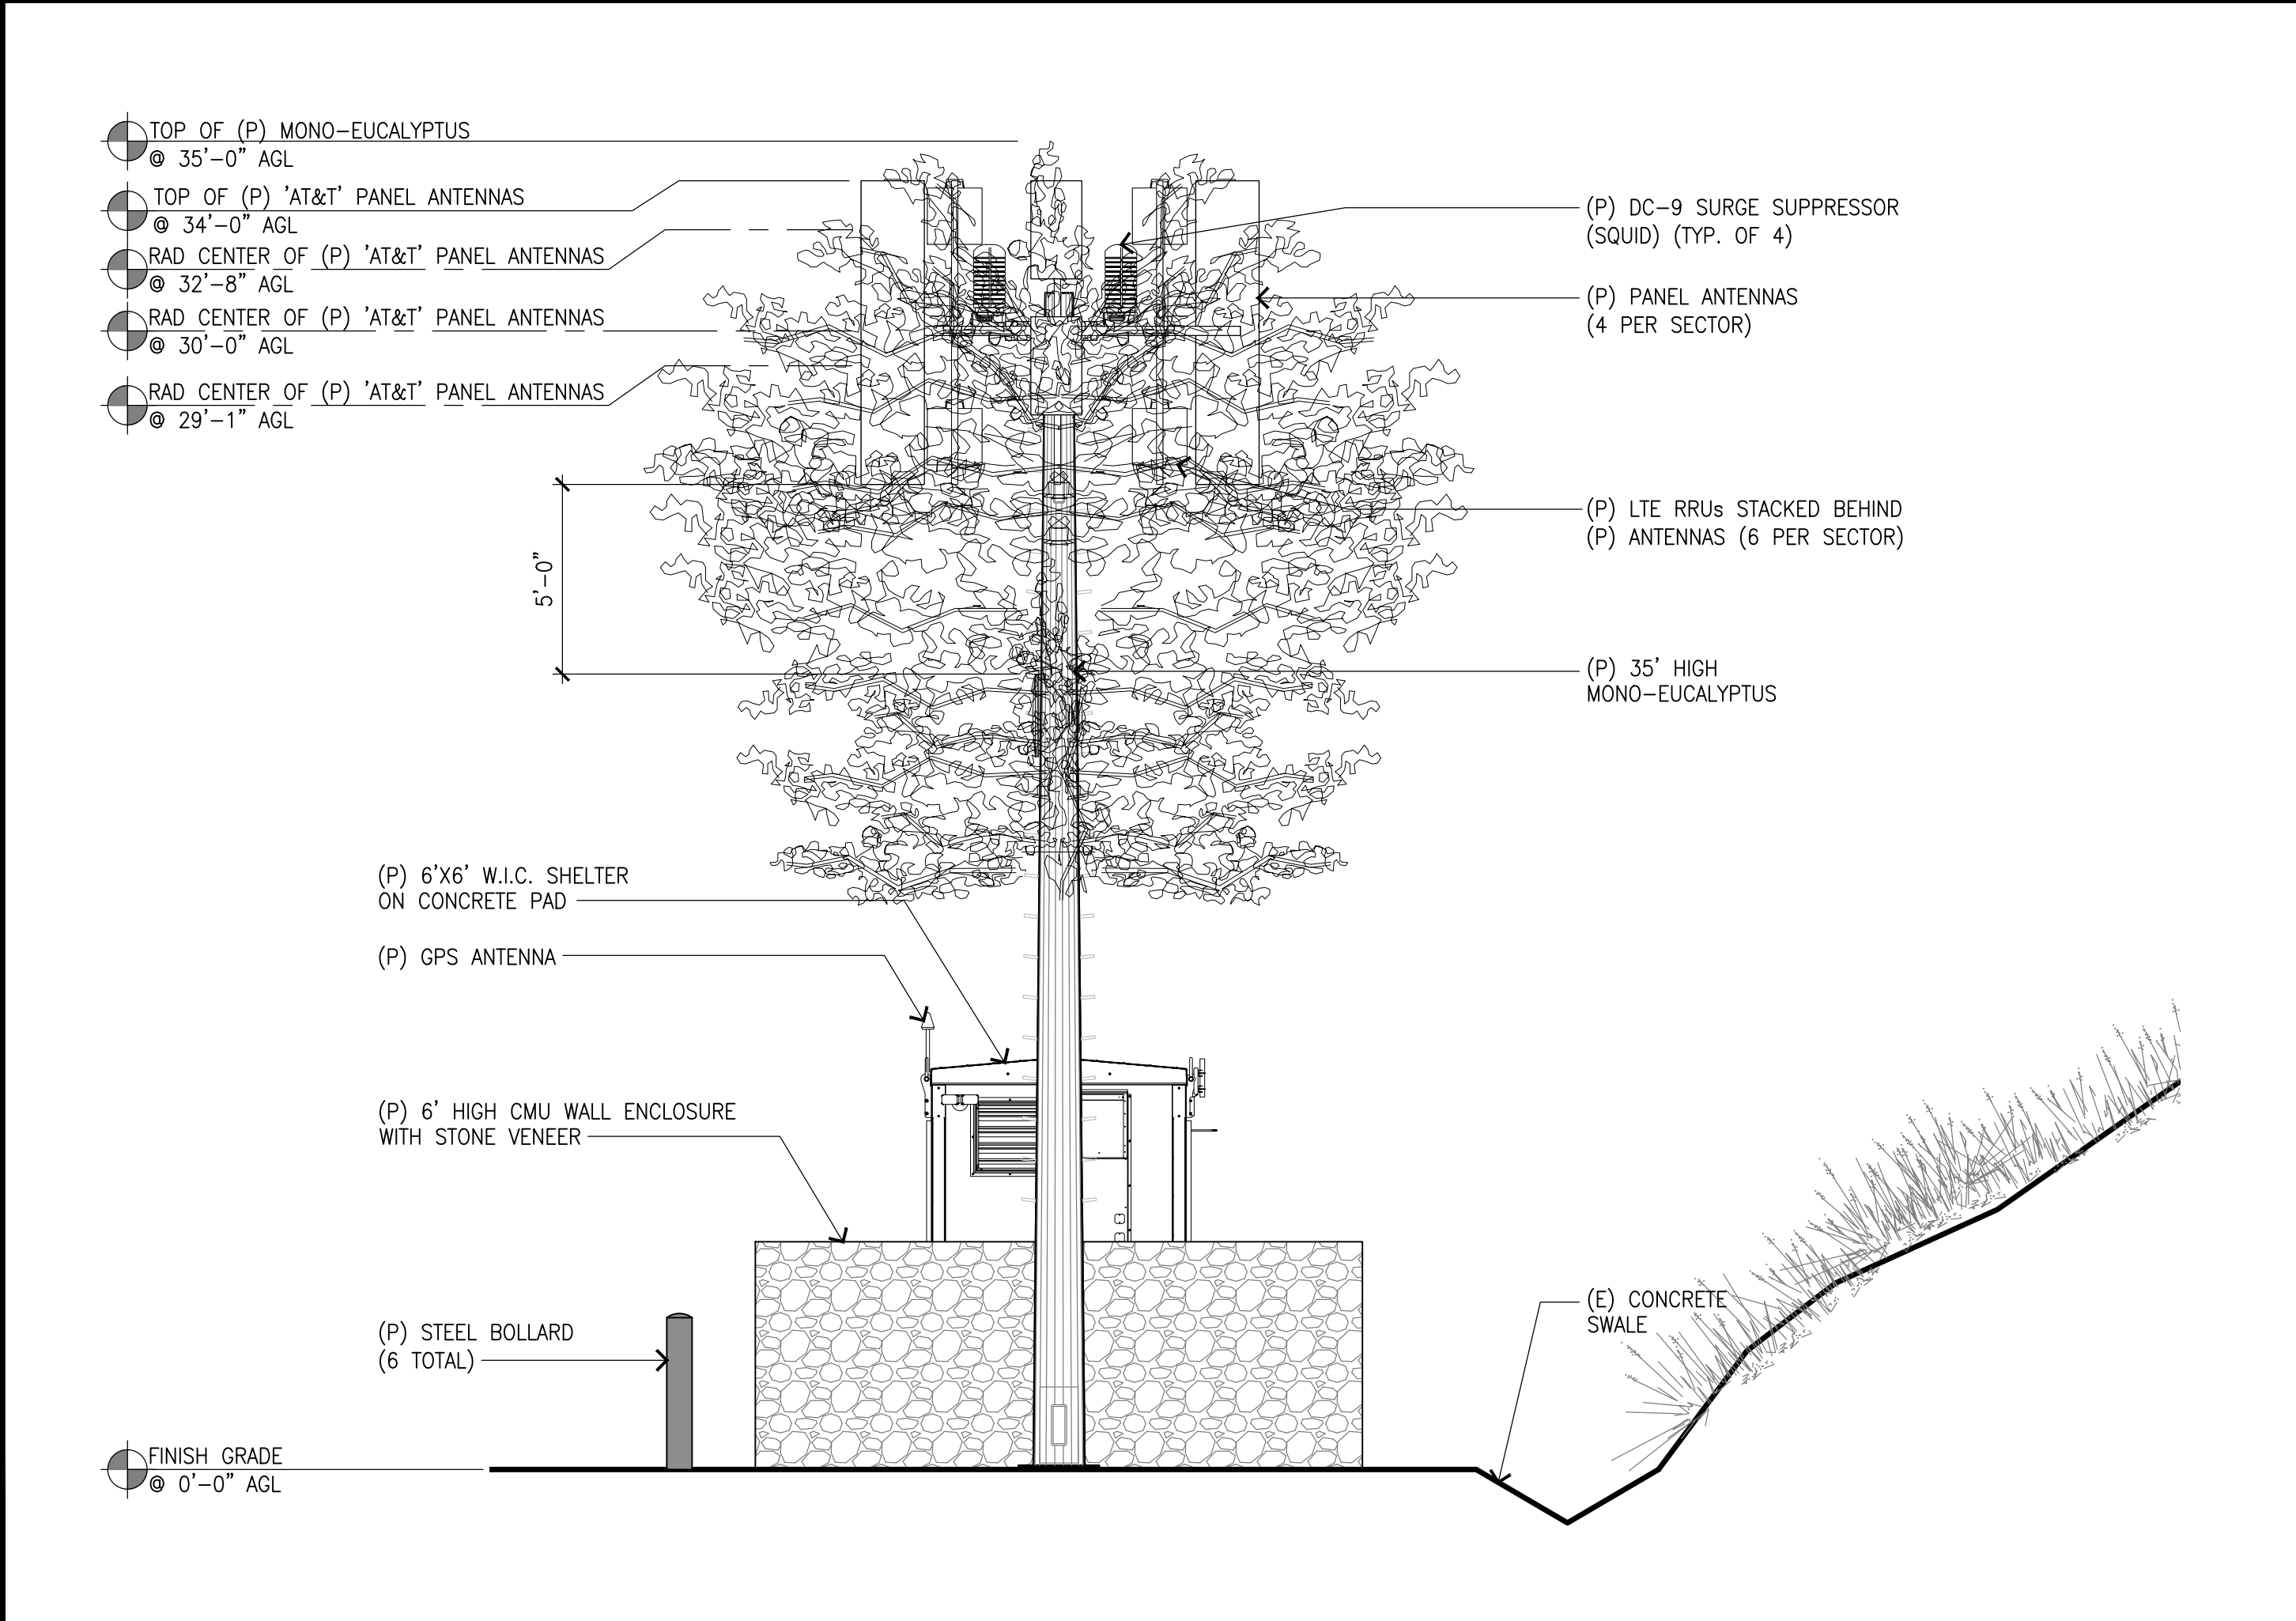 TOP OF (P) MONO-EUCALYPTUS
@ 35'-0" AGL
TOP OF (P) 'AT&T' PANEL ANTENNAS
@ 34'-0" AGL
RAD CENTER OF (P) 'AT&T' PANEL ANTENNAS
@ 32'-8" AGL
RAD CENTER OF (P) 'AT&T' PANEL ANTENNAS
@ 30'-0" AGL
RAD CENTER OF (P) 'AT&T' PANEL ANTENNAS
@ 29'-1" AGL
(P) DC-9 SURGE SUPPRESSOR
(SQUID) (TYP. OF 4)
(P) PANEL ANTENNAS
(4 PER SECTOR)
(P) LTE RRUs STACKED BEHIND
(P) ANTENNAS (6 PER SECTOR)
5'-0"
(P) 35' HIGH
MONO-EUCALYPTUS
(P) 6'X6' W.I.C. SHELTER
ON CONCRETE PAD
(P) GPS ANTENNA
(P) 6' HIGH CMU WALL ENCLOSURE
WITH STONE VENEER
(E) CONCRETE
SWALE
(P) STEEL BOLLARD
(6 TOTAL)
FINISH GRADE
@ 0'-0" AGL